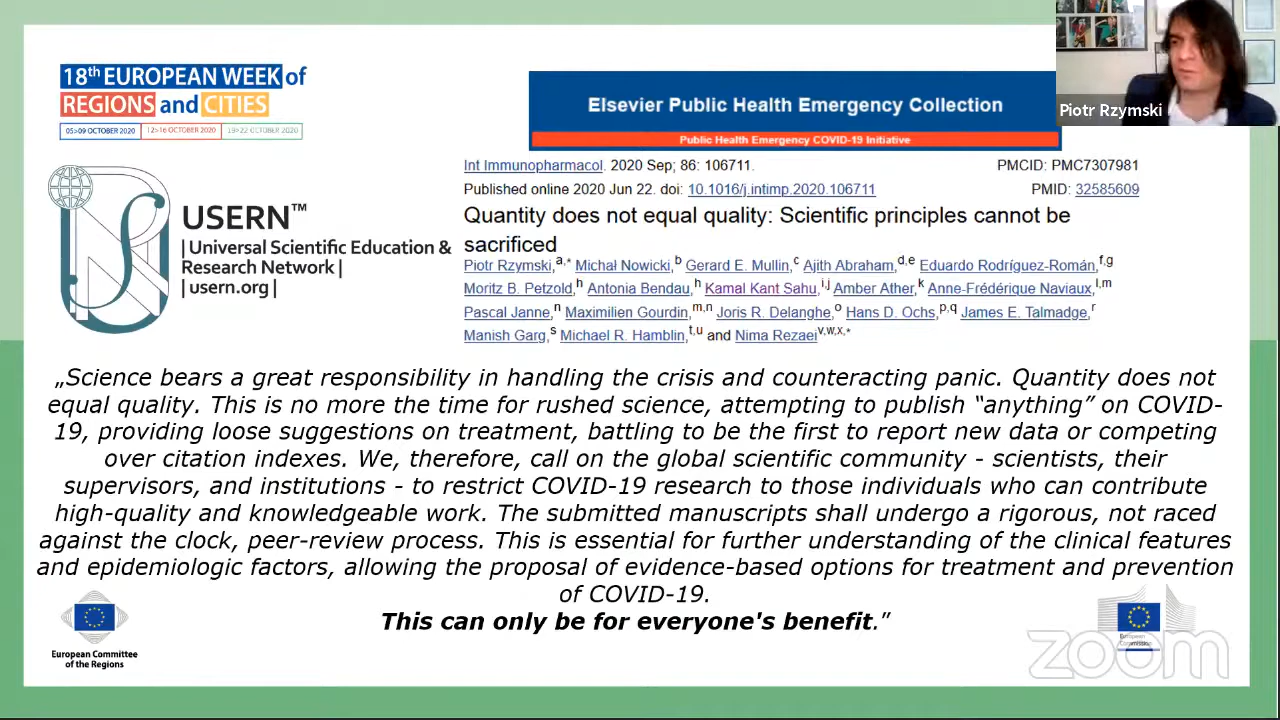 18th EUROPEAN WEEK of
REGIONS and CITIES
05>09 OCTOBER 2020 12>16 OCTOBER 2020 19>22 OCTOBER 2020
Elsevier Public Health Emergency Collection
Public Health Emergency COVID-19 Initiative
Piotr Rzymski
USERN™
| Universal Scientific Education &
Research Network |
| usern.org |
Int Immunopharmacol. 2020 Sep; 86: 106711. PMCID: PMC7307981
Published online 2020 Jun 22. doi: 10.1016/j.intimp.2020.106711 PMID: 32585609
Quantity does not equal quality: Scientific principles cannot be
sacrificed
Piotr Rzymski,a,* Michał Nowicki,b Gerard E. Mullin,c Ajith Abraham,d,e Eduardo Rodríguez-Román,f,g
Moritz B. Petzold,h Antonia Bendau,h Kamal Kant Sahu,i,j Amber Ather,k Anne-Frédérique Naviaux,l,m
Pascal Janne,n Maximilien Gourdin,m,n Joris R. Delanghe,o Hans D. Ochs,p,q James E. Talmadge,r
Manish Garg,s Michael R. Hamblin,t,u and Nima Rezaeiv,w,x,*
„Science bears a great responsibility in handling the crisis and counteracting panic. Quantity does not
equal quality. This is no more the time for rushed science, attempting to publish “anything” on COVID-
19, providing loose suggestions on treatment, battling to be the first to report new data or competing
over citation indexes. We, therefore, call on the global scientific community - scientists, their
supervisors, and institutions - to restrict COVID-19 research to those individuals who can contribute
high-quality and knowledgeable work. The submitted manuscripts shall undergo a rigorous, not raced
against the clock, peer-review process. This is essential for further understanding of the clinical features
and epidemiologic factors, allowing the proposal of evidence-based options for treatment and prevention
of COVID-19.
This can only be for everyone's benefit.”
European Committee
of the Regions
European
Commission
zoom